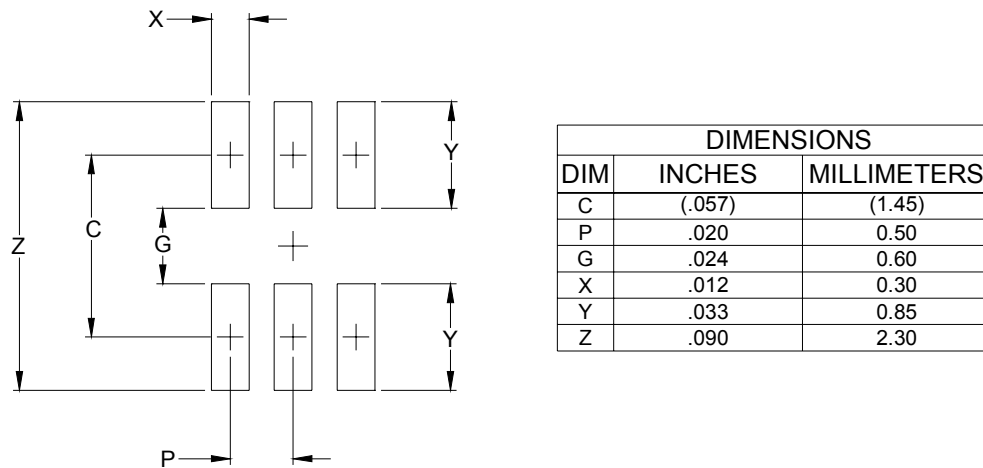 X
Y
C
Z
G
Y
P
DIMENSIONS
DIM INCHES MILLIMETERS
C (.057) (1.45)
P .020 0.50
G .024 0.60
X .012 0.30
Y .033 0.85
Z .090 2.30